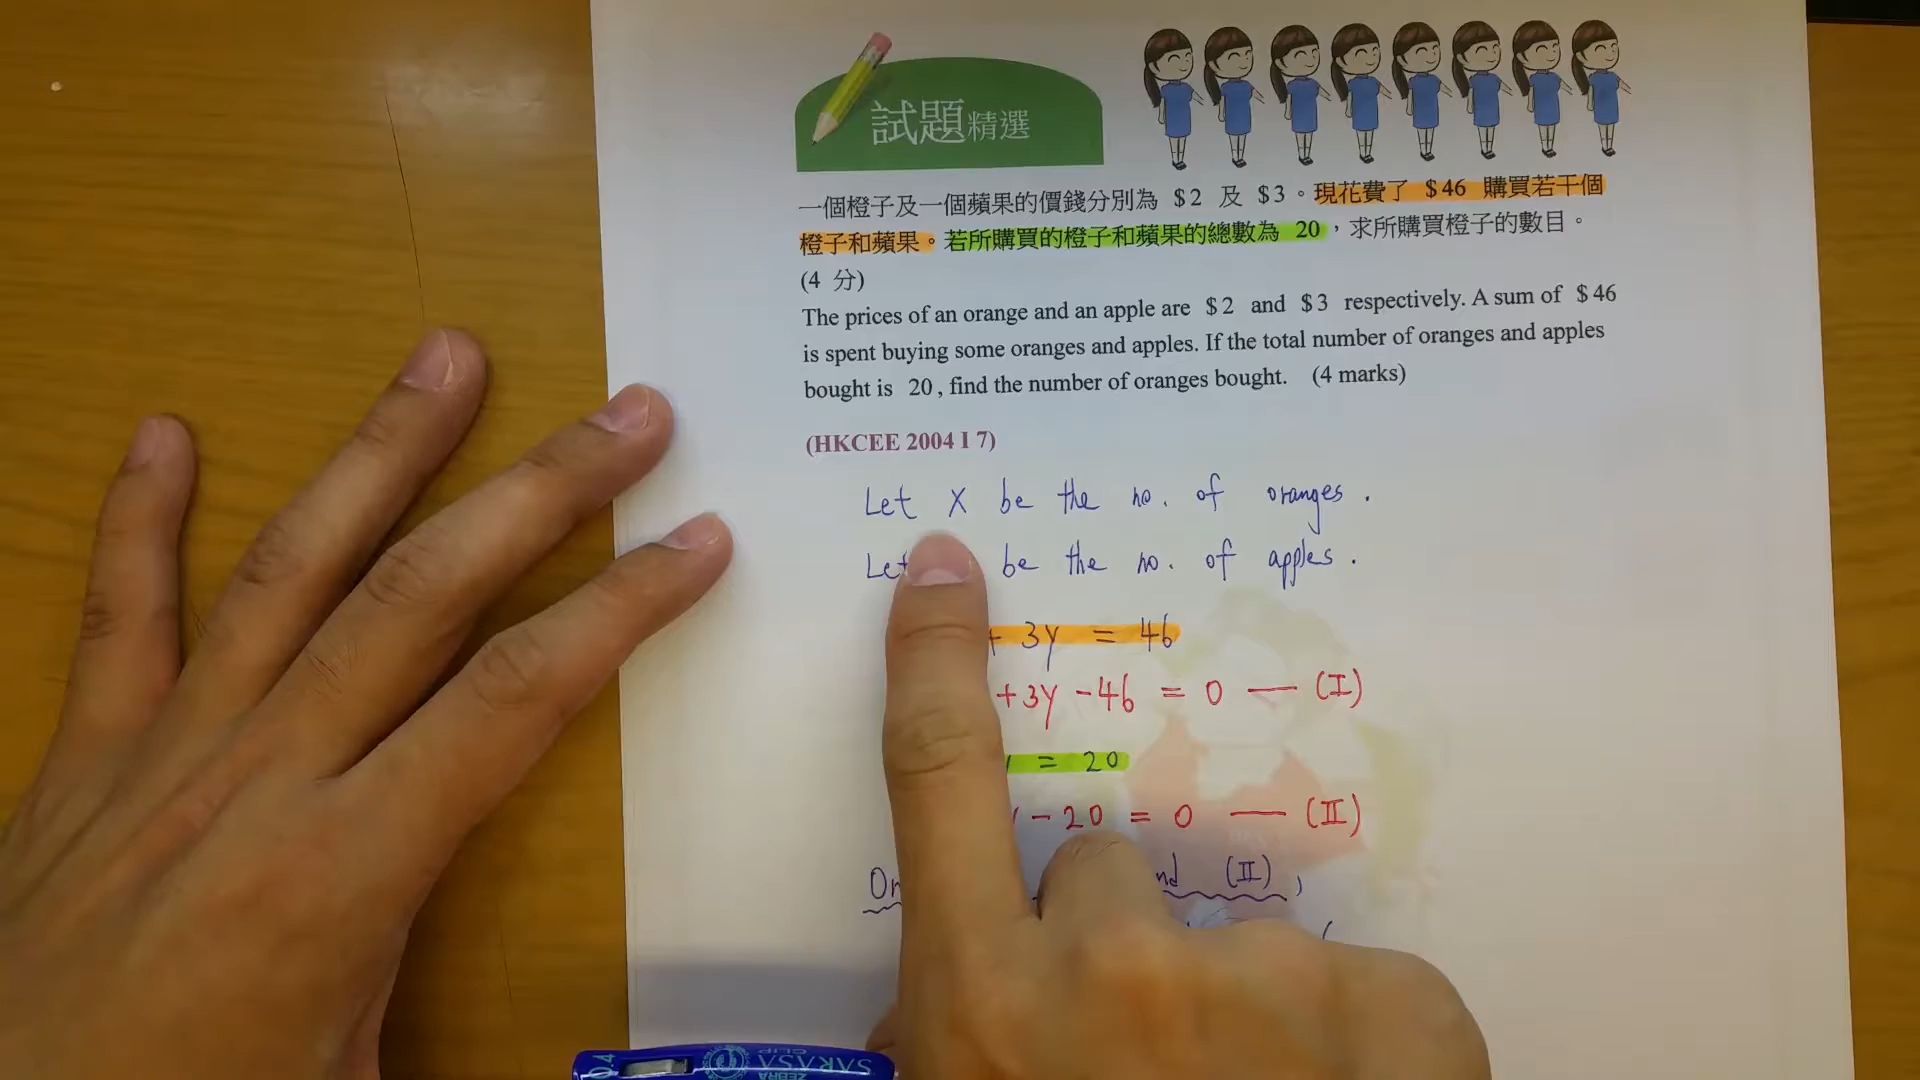 試題精選
一個橙子及一個蘋果的價錢分別為 $2 及 $3。現花費了 $46 購買若干個
橙子和蘋果。若所購買的橙子和蘋果的總數為 20，求所購買橙子的數目。
(4 分)
The prices of an orange and an apple are $2 and $3 respectively. A sum of $46
is spent buying some oranges and apples. If the total number of oranges and apples
bought is 20, find the number of oranges bought. (4 marks)
(HKCEE 2004 I 7)
Let x be the no. of oranges.
Let be the no. of apples.
+ 3y = 46
+3y -46 = 0 — (I)
= 20
- 20 = 0 — (II)
(II),
0.4 ZEBRA SARASA CLIP